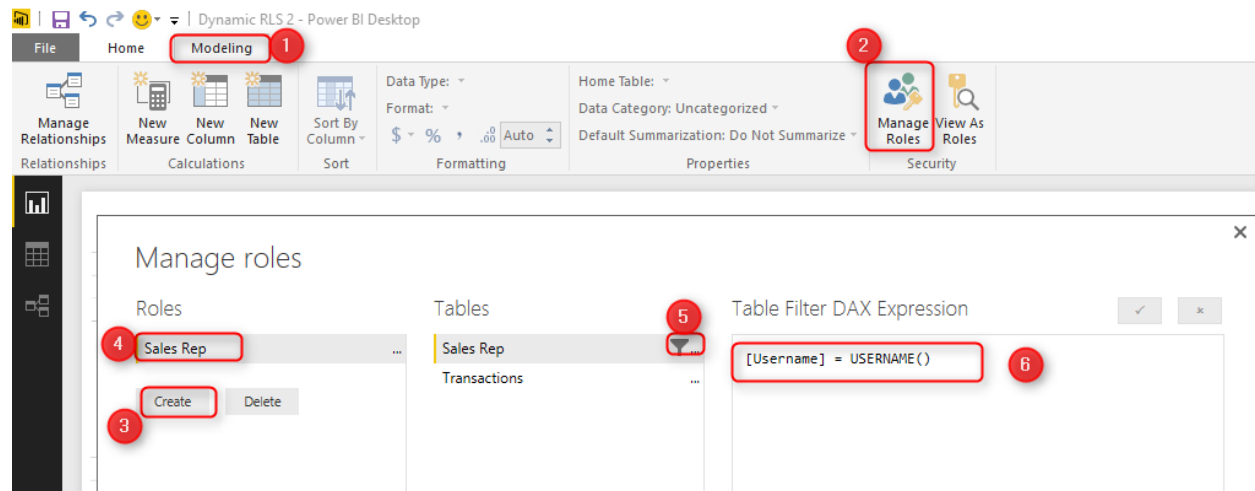 Dynamic RLS 2 - Power BI Desktop
File Home Modeling 1 2
Manage Relationships
New Measure
New Column
New Table
Sort By Column
Data Type:
Format:
$ % , .00 Auto
Home Table:
Data Category: Uncategorized
Default Summarization: Do Not Summarize
Manage Roles
View As Roles
Relationships Calculations Sort Formatting Properties Security
Manage roles
Roles Tables 5 Table Filter DAX Expression
4 Sales Rep ... Sales Rep ... [Username] = USERNAME() 6
Transactions ...
Create Delete
3